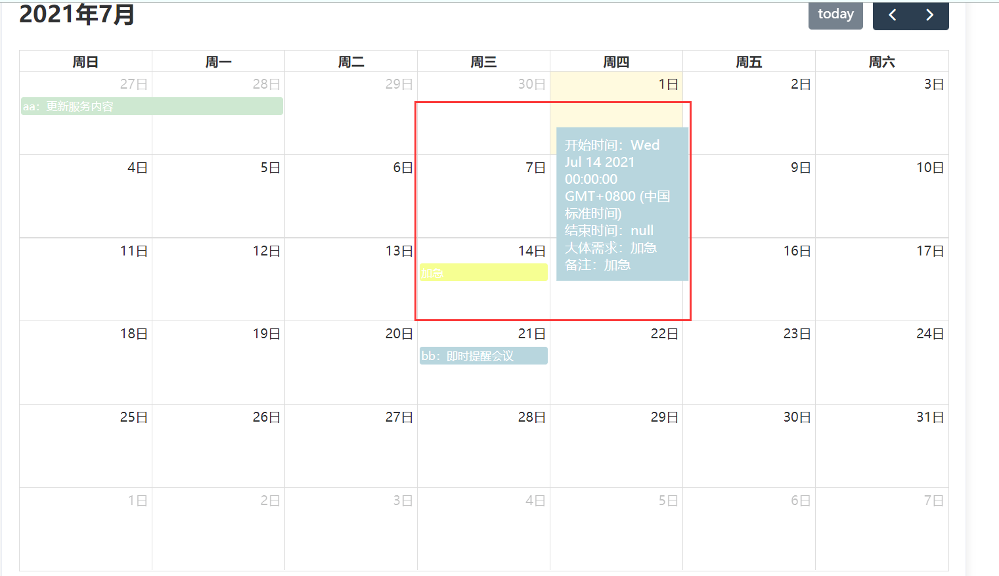 2021年7月
today
周日 周一 周二 周三 周四 周五 周六
27日 28日 29日 30日 1日 2日 3日
aa：更新服务内容
开始时间：Wed
Jul 14 2021
00:00:00
GMT+0800 (中国
标准时间)
结束时间：null
大体需求：加急
备注：加急
4日 5日 6日 7日 9日 10日
11日 12日 13日 14日 16日 17日
加急
18日 19日 20日 21日 22日 23日 24日
bb：即时提醒会议
25日 26日 27日 28日 29日 30日 31日
1日 2日 3日 4日 5日 6日 7日